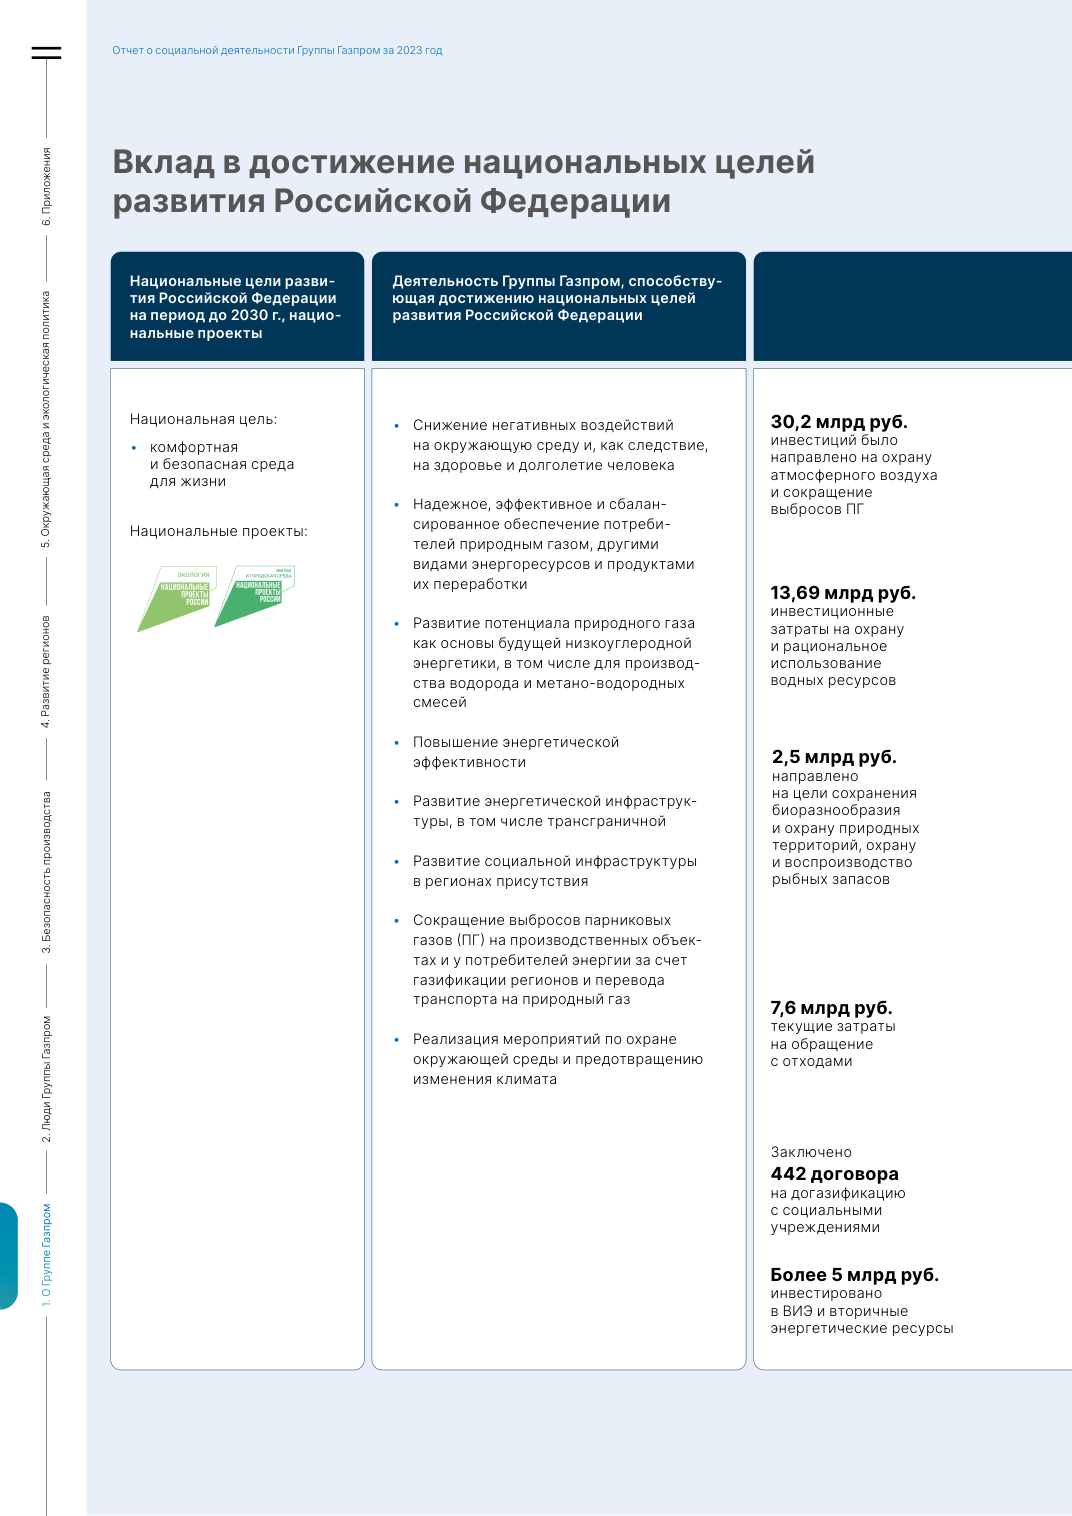 Отчет о социальной деятельности Группы Газпром за 2023 год
Вклад в достижение национальных целей
развития Российской Федерации
Национальные цели разви-
тия Российской Федерации
на период до 2030 г., нацио-
нальные проекты
Деятельность Группы Газпром, способству-
ющая достижению национальных целей
развития Российской Федерации
Национальная цель:
• комфортная
и безопасная среда
для жизни
Национальные проекты:
ЭКОЛОГИЯ
НАЦИОНАЛЬНЫЕ
ПРОЕКТЫ
РОССИИ
ЖИЛЬЕ
И ГОРОДСКАЯ СРЕДА
НАЦИОНАЛЬНЫЕ
ПРОЕКТЫ
РОССИИ
• Снижение негативных воздействий
на окружающую среду и, как следствие,
на здоровье и долголетие человека
• Надежное, эффективное и сбалан-
сированное обеспечение потреби-
телей природным газом, другими
видами энергоресурсов и продуктами
их переработки
• Развитие потенциала природного газа
как основы будущей низкоуглеродной
энергетики, в том числе для производ-
ства водорода и метано-водородных
смесей
• Повышение энергетической
эффективности
• Развитие энергетической инфраструк-
туры, в том числе трансграничной
• Развитие социальной инфраструктуры
в регионах присутствия
• Сокращение выбросов парниковых
газов (ПГ) на производственных объек-
тах и у потребителей энергии за счет
газификации регионов и перевода
транспорта на природный газ
• Реализация мероприятий по охране
окружающей среды и предотвращению
изменения климата
30,2 млрд руб.
инвестиций было
направлено на охрану
атмосферного воздуха
и сокращение
выбросов ПГ
13,69 млрд руб.
инвестиционные
затраты на охрану
и рациональное
использование
водных ресурсов
2,5 млрд руб.
направлено
на цели сохранения
биоразнообразия
и охрану природных
территорий, охрану
и воспроизводство
рыбных запасов
7,6 млрд руб.
текущие затраты
на обращение
с отходами
Заключено
442 договора
на догазификацию
с социальными
учреждениями
Более 5 млрд руб.
инвестировано
в ВИЭ и вторичные
энергетические ресурсы
6. Приложения
5. Окружающая среда и экологическая политика
4. Развитие регионов
3. Безопасность производства
2. Люди Группы Газпром
1. О Группе Газпром